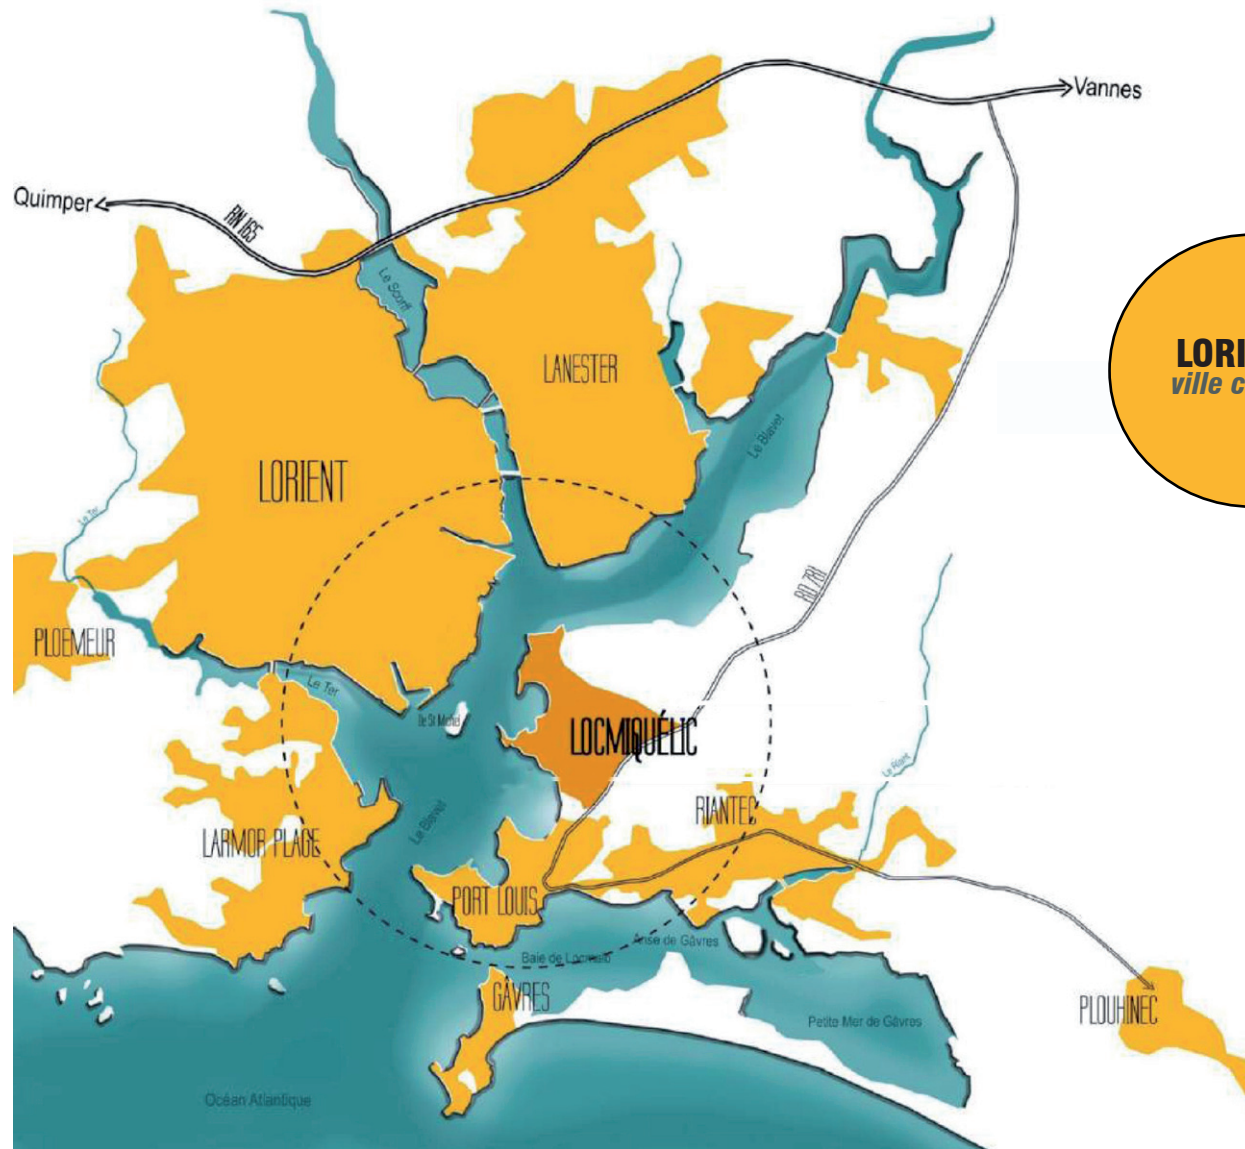 Vannes
Quimper
RN 165
Le Scorff
LORI
ville c
LANESTER
Le Blavet
LORIENT
Le Ter
RD 781
PLOEMEUR
Le Ter
Ile St Michel
LOCMIQUÉLIC
Le Riant
RIANTEC
Le Blavet
LARMOR PLAGE
PORT LOUIS
Anse de Gâvres
Baie de Locmalo
GÂVRES
PLOUHINEC
Petite Mer de Gâvres
Océan Atlantique